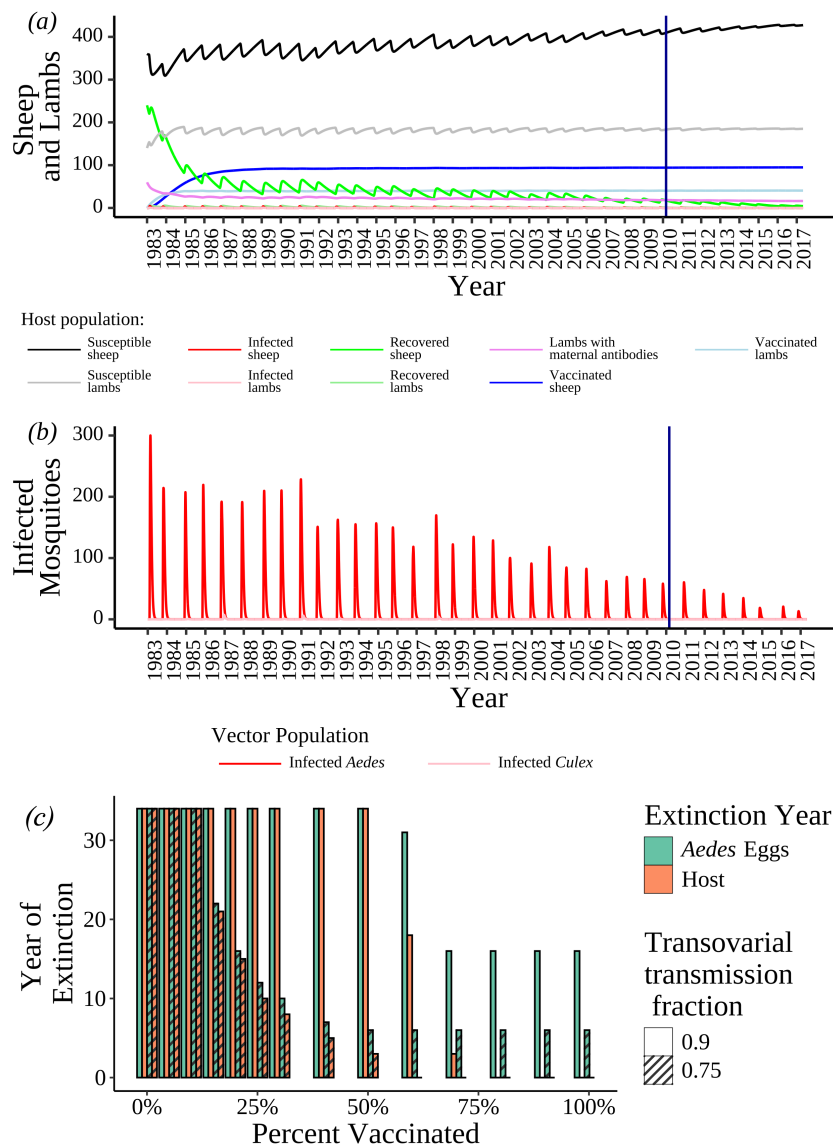 (a)
400
300
200
100
0
Sheep
and Lambs
1983
1984
1985
1986
1987
1988
1989
1990
1991
1992
1993
1994
1995
1996
1997
1998
1999
2000
2001
2002
2003
2004
2005
2006
2007
2008
2009
2010
2011
2012
2013
2014
2015
2016
2017
Year
Host population:
Susceptible
sheep
Infected
sheep
Recovered
sheep
Lambs with
maternal antibodies
Vaccinated
lambs
Susceptible
lambs
Infected
lambs
Recovered
lambs
Vaccinated
sheep
(b)
300
200
100
0
Infected
Mosquitoes
1983
1984
1985
1986
1987
1988
1989
1990
1991
1992
1993
1994
1995
1996
1997
1998
1999
2000
2001
2002
2003
2004
2005
2006
2007
2008
2009
2010
2011
2012
2013
2014
2015
2016
2017
Year
Vector Population
Infected Aedes
Infected Culex
(c)
30
20
10
0
Year of
Extinction
0%
25%
50%
75%
100%
Percent Vaccinated
Extinction Year
Aedes Eggs
Host
Transovarial
transmission
fraction
0.9
0.75